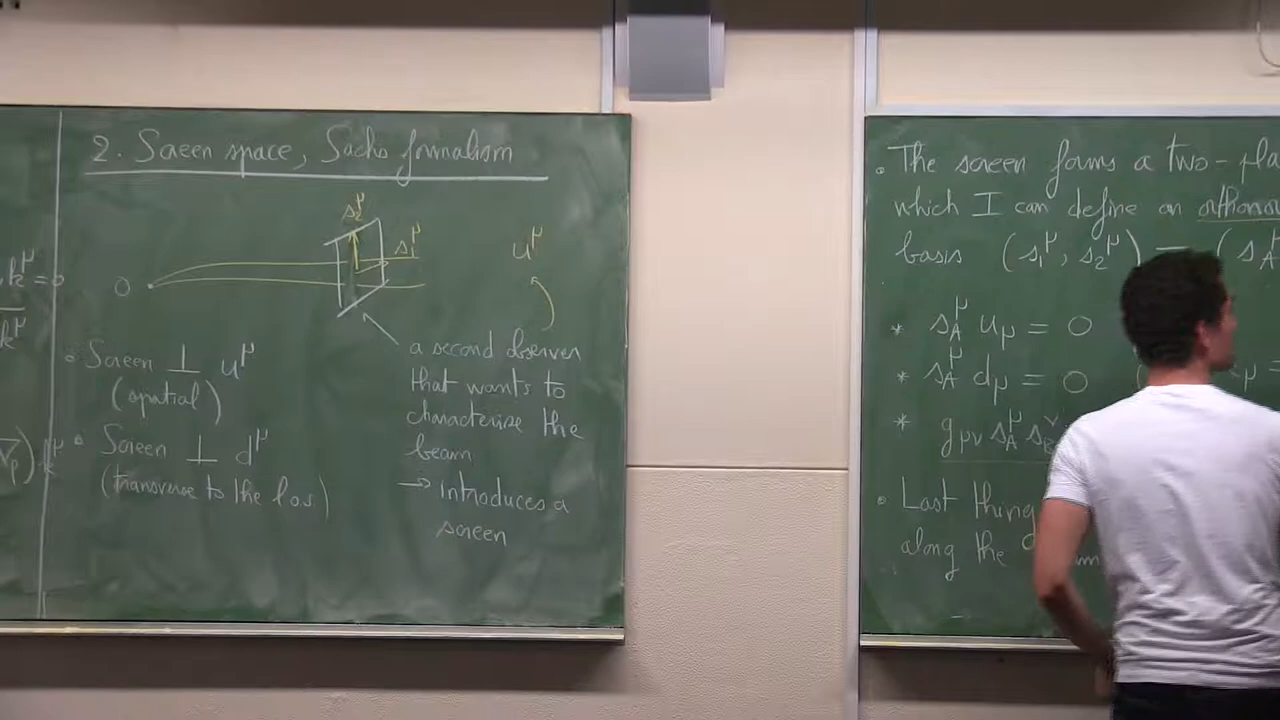 2. Screen space, Sachs formalism
s₂^μ
s₁^μ
u^μ
k^μ = 0
k^μ
O
Screen ⊥ u^μ
(spatial)
Screen ⊥ d^μ
(transverse to the los)
a second observer
that wants to
characterise the
beam
→ introduces a
screen
• The screen forms a two-pla
which I can define an orthono
basis (s₁^μ, s₂^μ) = (s_A^μ
* s_A^μ u_μ = 0
* s_A^μ d_μ = 0
* g_μν s_A^μ s_B^ν
• Last thing
along the